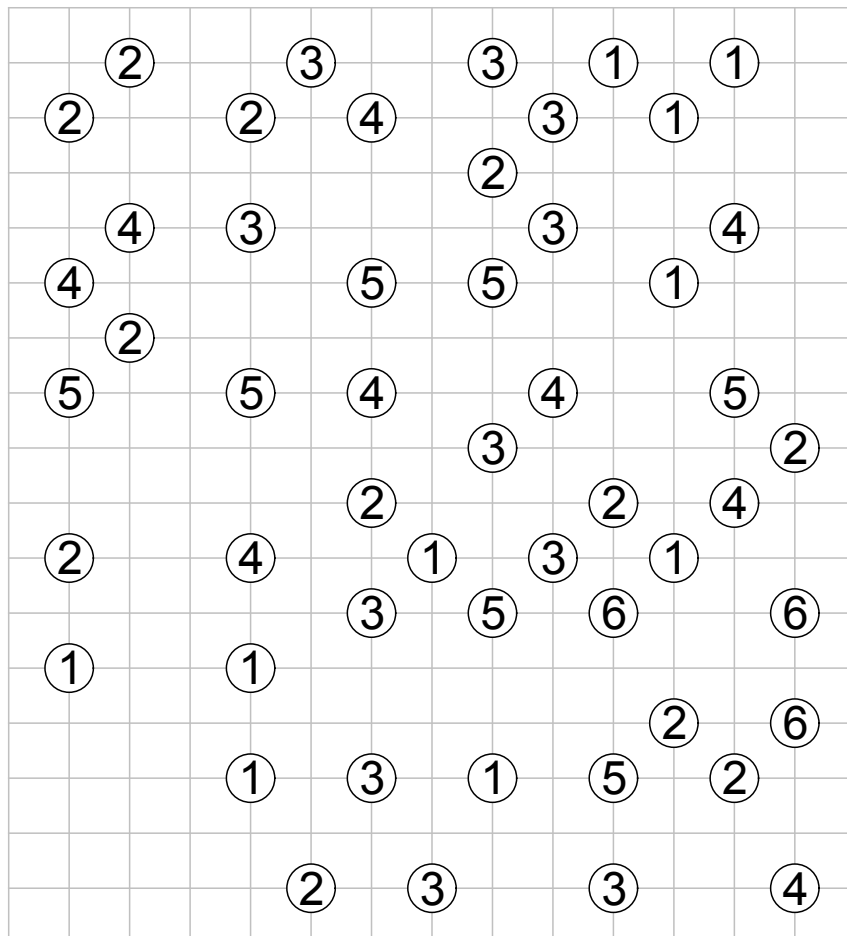 2 3 3 1 1
2 2 4 3 1
2
4 3 3 4
4 5 5 1
2
5 5 4 4 5
3 2
2 2 4
2 4 1 3 1
3 5 6 6
1 1
2 6
1 3 1 5 2
2 3 3 4